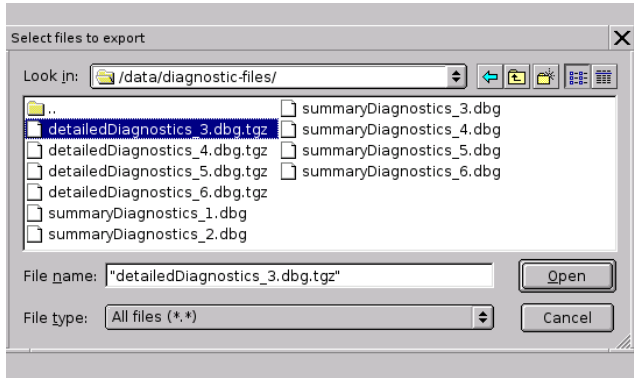 Select files to export
Look in: /data/diagnostic-files/
..
detailedDiagnostics_3.dbg.tgz
detailedDiagnostics_4.dbg.tgz
detailedDiagnostics_5.dbg.tgz
detailedDiagnostics_6.dbg.tgz
summaryDiagnostics_1.dbg
summaryDiagnostics_2.dbg
summaryDiagnostics_3.dbg
summaryDiagnostics_4.dbg
summaryDiagnostics_5.dbg
summaryDiagnostics_6.dbg
File name: "detailedDiagnostics_3.dbg.tgz"
Open
File type: All files (*.*)
Cancel